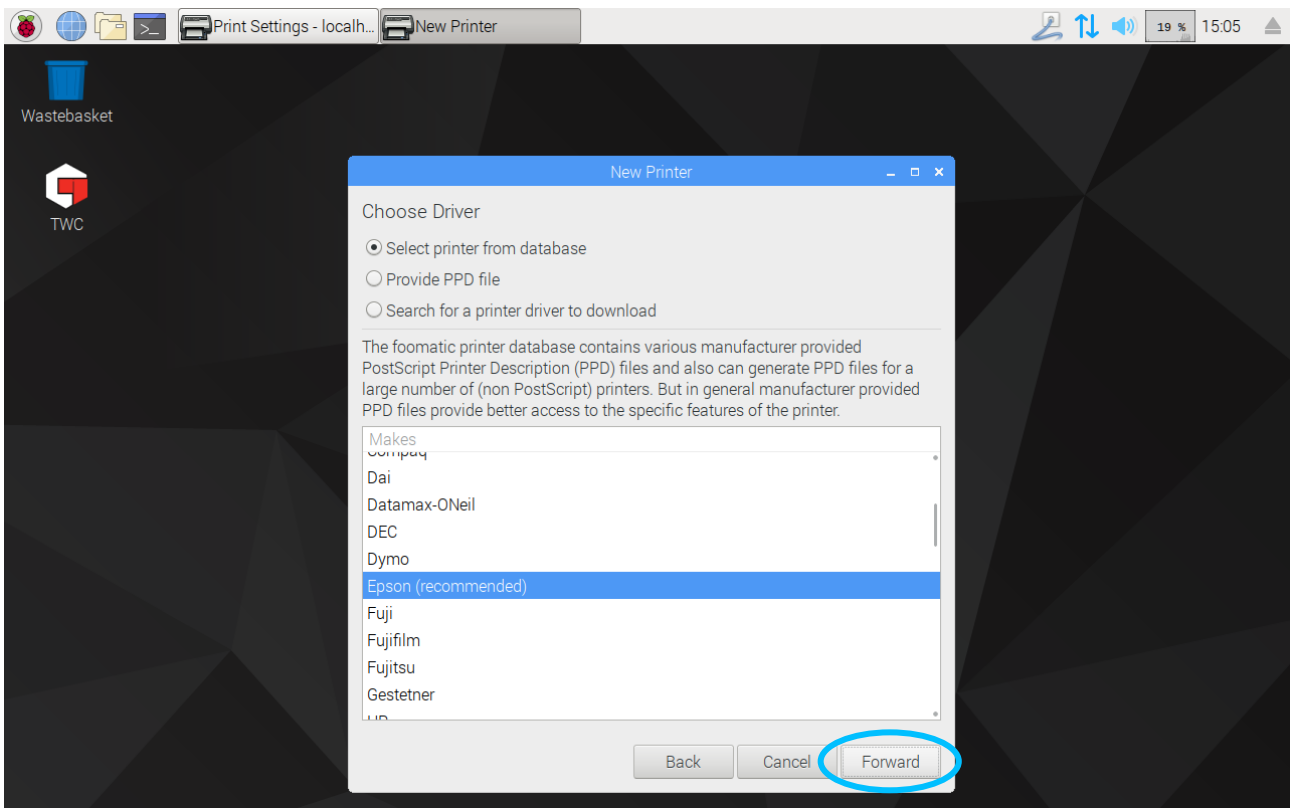 Print Settings - localh...
New Printer
19 %
15:05
Wastebasket
TWC
New Printer
Choose Driver
Select printer from database
Provide PPD file
Search for a printer driver to download
The foomatic printer database contains various manufacturer provided
PostScript Printer Description (PPD) files and also can generate PPD files for a
large number of (non PostScript) printers. But in general manufacturer provided
PPD files provide better access to the specific features of the printer.
Makes
Compaq
Dai
Datamax-ONeil
DEC
Dymo
Epson (recommended)
Fuji
Fujifilm
Fujitsu
Gestetner
HP
Back
Cancel
Forward